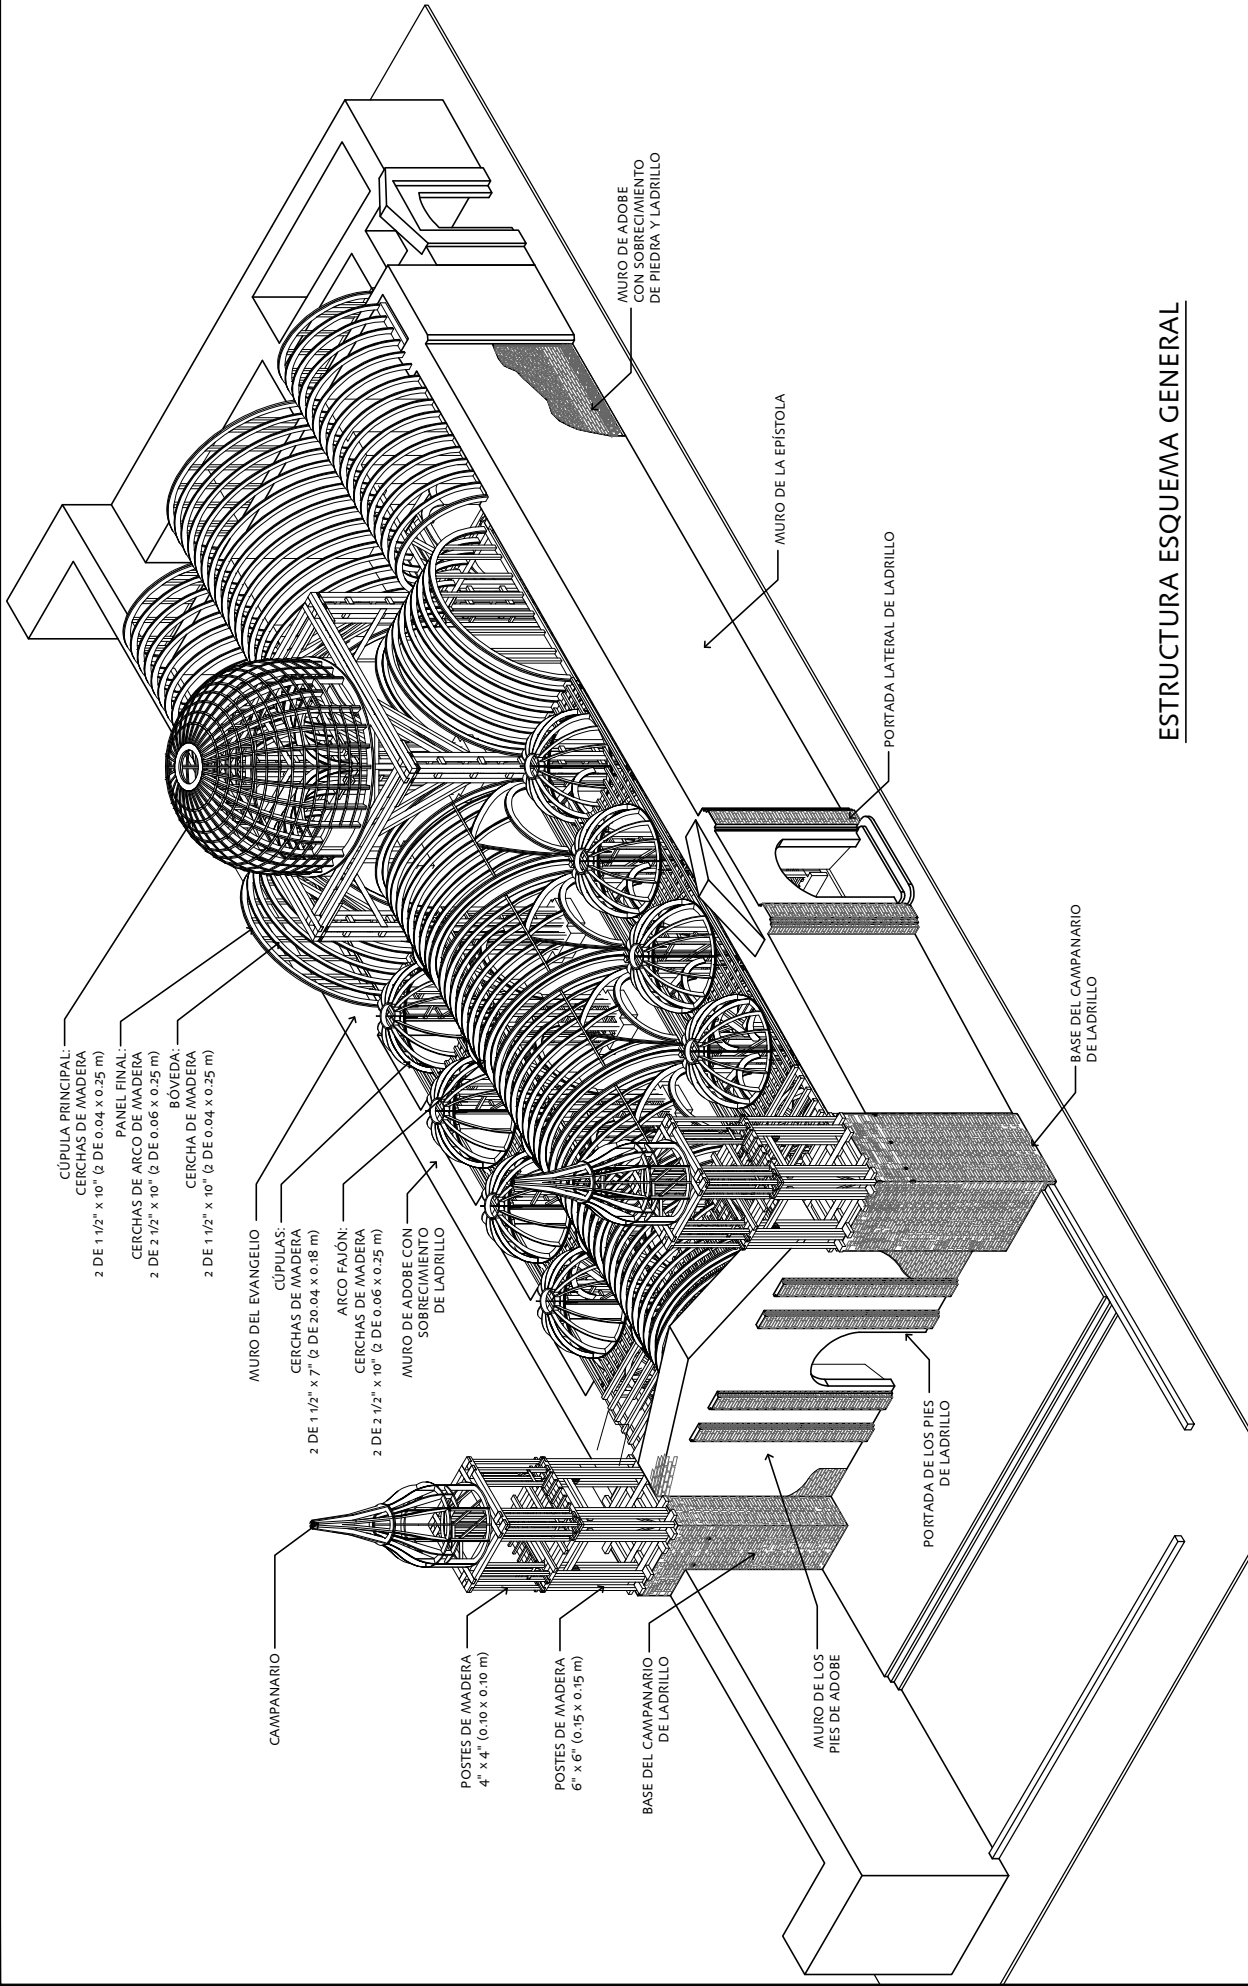 CÚPULA PRINCIPAL:
CERCHAS DE MADERA
2 DE 1 1/2" x 10" (2 DE 0.04 x 0.25 m)
PANEL FINAL:
CERCHAS DE ARCO DE MADERA
2 DE 2 1/2" x 10" (2 DE 0.06 x 0.25 m)
BÓVEDA:
CERCHA DE MADERA
2 DE 1 1/2" x 10" (2 DE 0.04 x 0.25 m)
MURO DEL EVANGELIO
CÚPULAS:
CERCHAS DE MADERA
2 DE 1 1/2" x 7" (2 DE 20.04 x 0.18 m)
ARCO FAJÓN:
CERCHAS DE MADERA
2 DE 2 1/2" x 10" (2 DE 0.06 x 0.25 m)
MURO DE ADOBE CON
SOBRECIMIENTO
DE LADRILLO
CAMPANARIO
POSTES DE MADERA
4" x 4" (0.10 x 0.10 m)
POSTES DE MADERA
6" x 6" (0.15 x 0.15 m)
BASE DEL CAMPANARIO
DE LADRILLO
MURO DE LOS
PIES DE ADOBE
PORTADA DE LOS PIES
DE LADRILLO
BASE DEL CAMPANARIO
DE LADRILLO
PORTADA LATERAL DE LADRILLO
MURO DE LA EPÍSTOLA
MURO DE ADOBE
CON SOBRECIMIENTO
DE PIEDRA Y LADRILLO
ESTRUCTURA ESQUEMA GENERAL